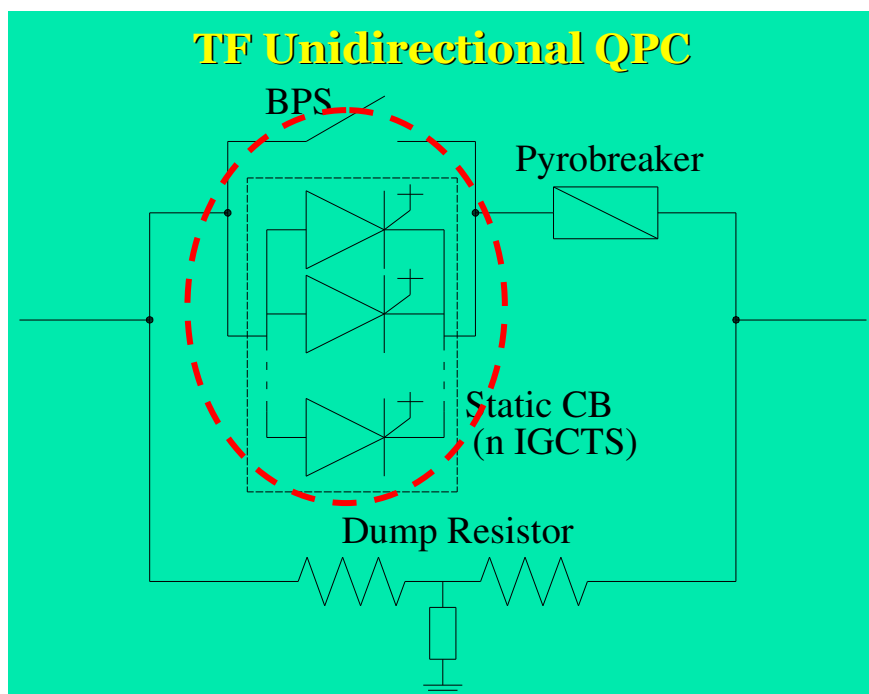 TF Unidirectional QPC
BPS
Pyrobreaker
Static CB
(n IGCTS)
Dump Resistor